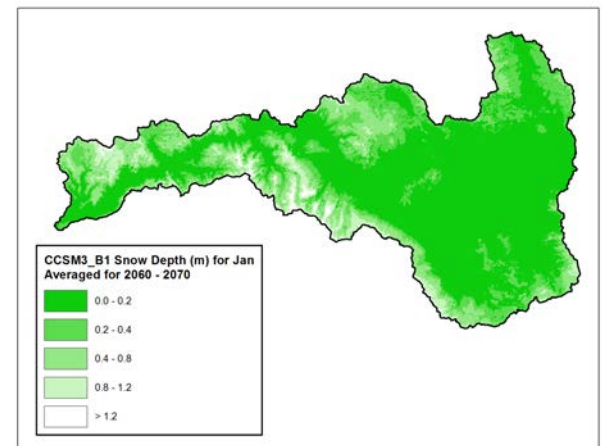 CCSM3_B1 Snow Depth (m) for Jan
Averaged for 2060 - 2070
0.0 - 0.2
0.2 - 0.4
0.4 - 0.8
0.8 - 1.2
> 1.2